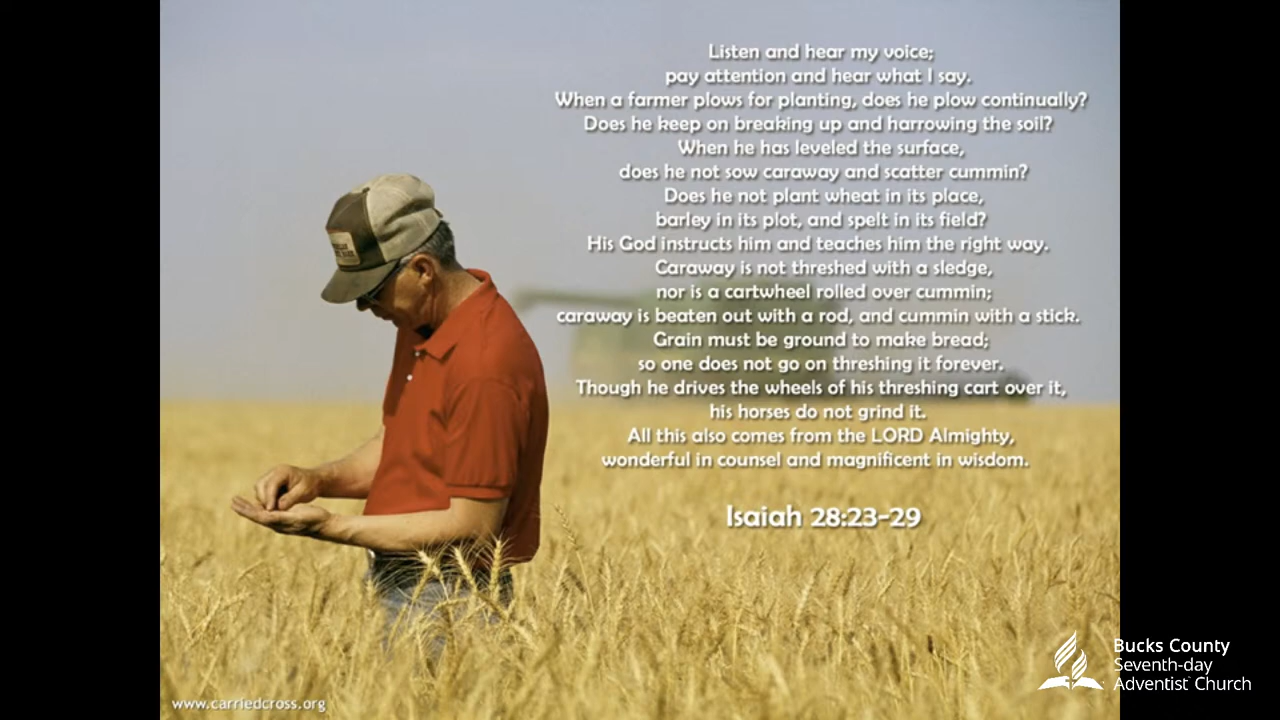 Listen and hear my voice;
pay attention and hear what I say.
When a farmer plows for planting, does he plow continually?
Does he keep on breaking up and harrowing the soil?
When he has leveled the surface,
does he not sow caraway and scatter cummin?
Does he not plant wheat in its place,
barley in its plot, and spelt in its field?
His God instructs him and teaches him the right way.
Caraway is not threshed with a sledge,
nor is a cartwheel rolled over cummin;
caraway is beaten out with a rod, and cummin with a stick.
Grain must be ground to make bread;
so one does not go on threshing it forever.
Though he drives the wheels of his threshing cart over it,
his horses do not grind it.
All this also comes from the LORD Almighty,
wonderful in counsel and magnificent in wisdom.
Isaiah 28:23-29
www.carriedcross.org
Bucks County
Seventh-day
Adventist Church